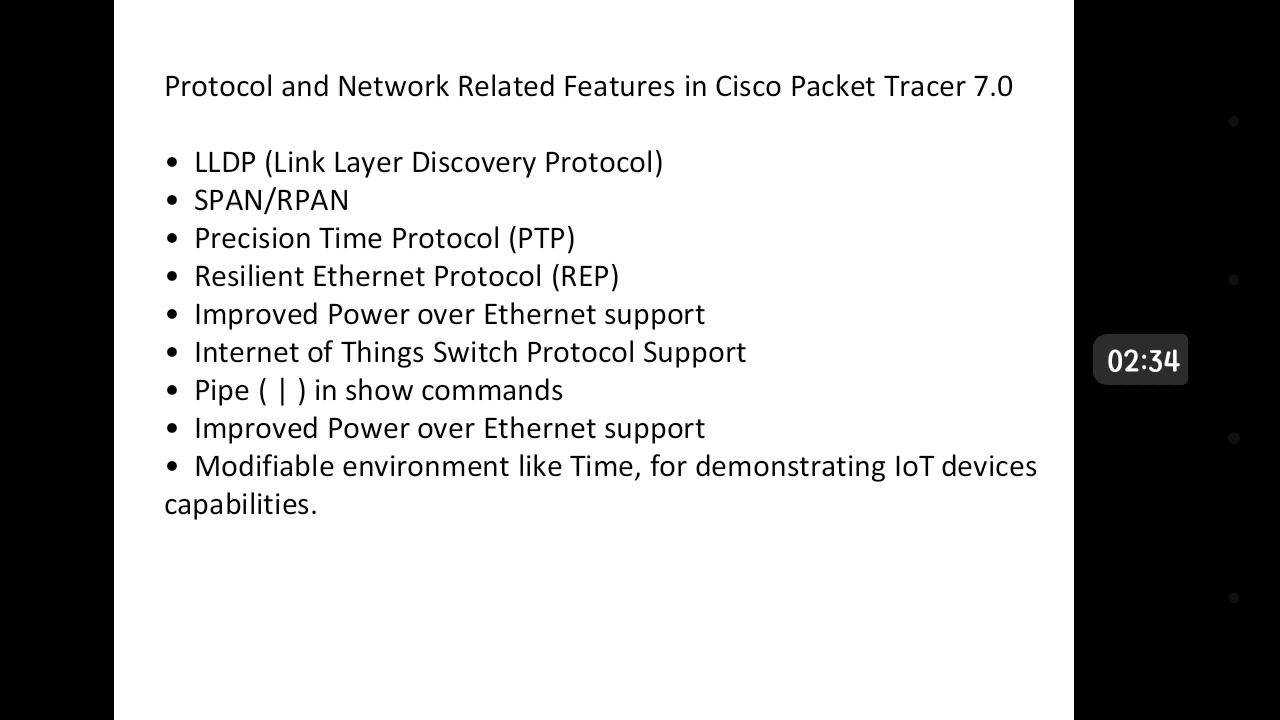 Protocol and Network Related Features in Cisco Packet Tracer 7.0
• LLDP (Link Layer Discovery Protocol)
• SPAN/RPAN
• Precision Time Protocol (PTP)
• Resilient Ethernet Protocol (REP)
• Improved Power over Ethernet support
• Internet of Things Switch Protocol Support
• Pipe ( | ) in show commands
• Improved Power over Ethernet support
• Modifiable environment like Time, for demonstrating IoT devices
capabilities.
02:34